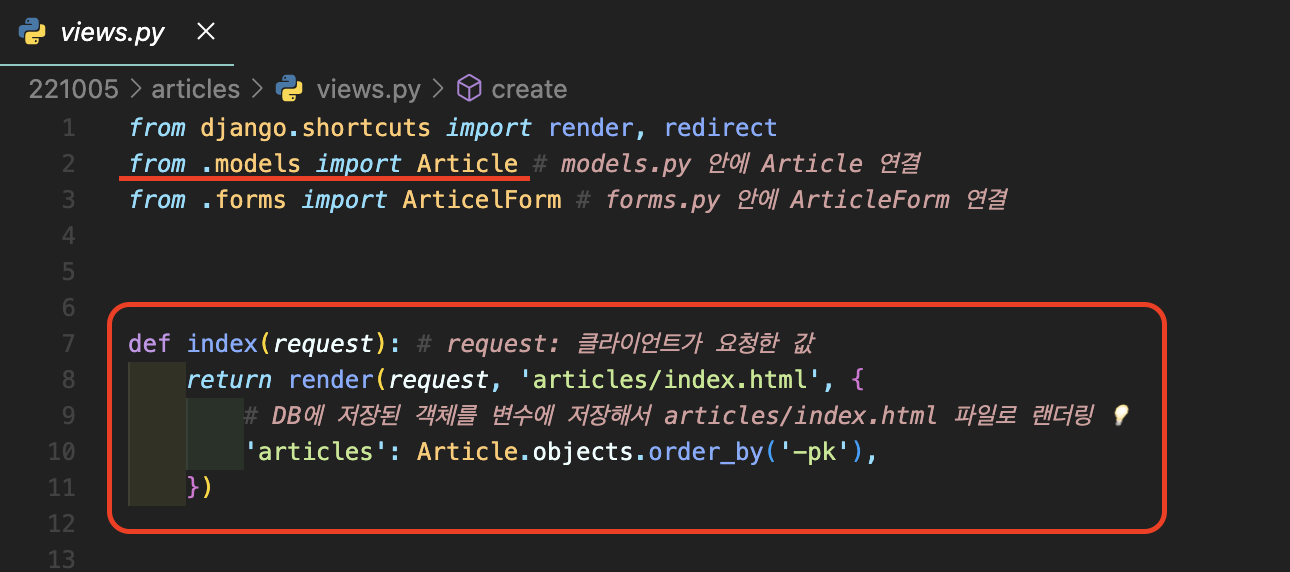 views.py
221005 > articles > views.py > create
1 from django.shortcuts import render, redirect
2 from .models import Article # models.py 안에 Article 연결
3 from .forms import ArticelForm # forms.py 안에 ArticleForm 연결
4
5
6
7 def index(request): # request: 클라이언트가 요청한 값
8 return render(request, 'articles/index.html', {
9 # DB에 저장된 객체를 변수에 저장해서 articles/index.html 파일로 랜더링 💡
10 'articles': Article.objects.order_by('-pk'),
11 })
12
13